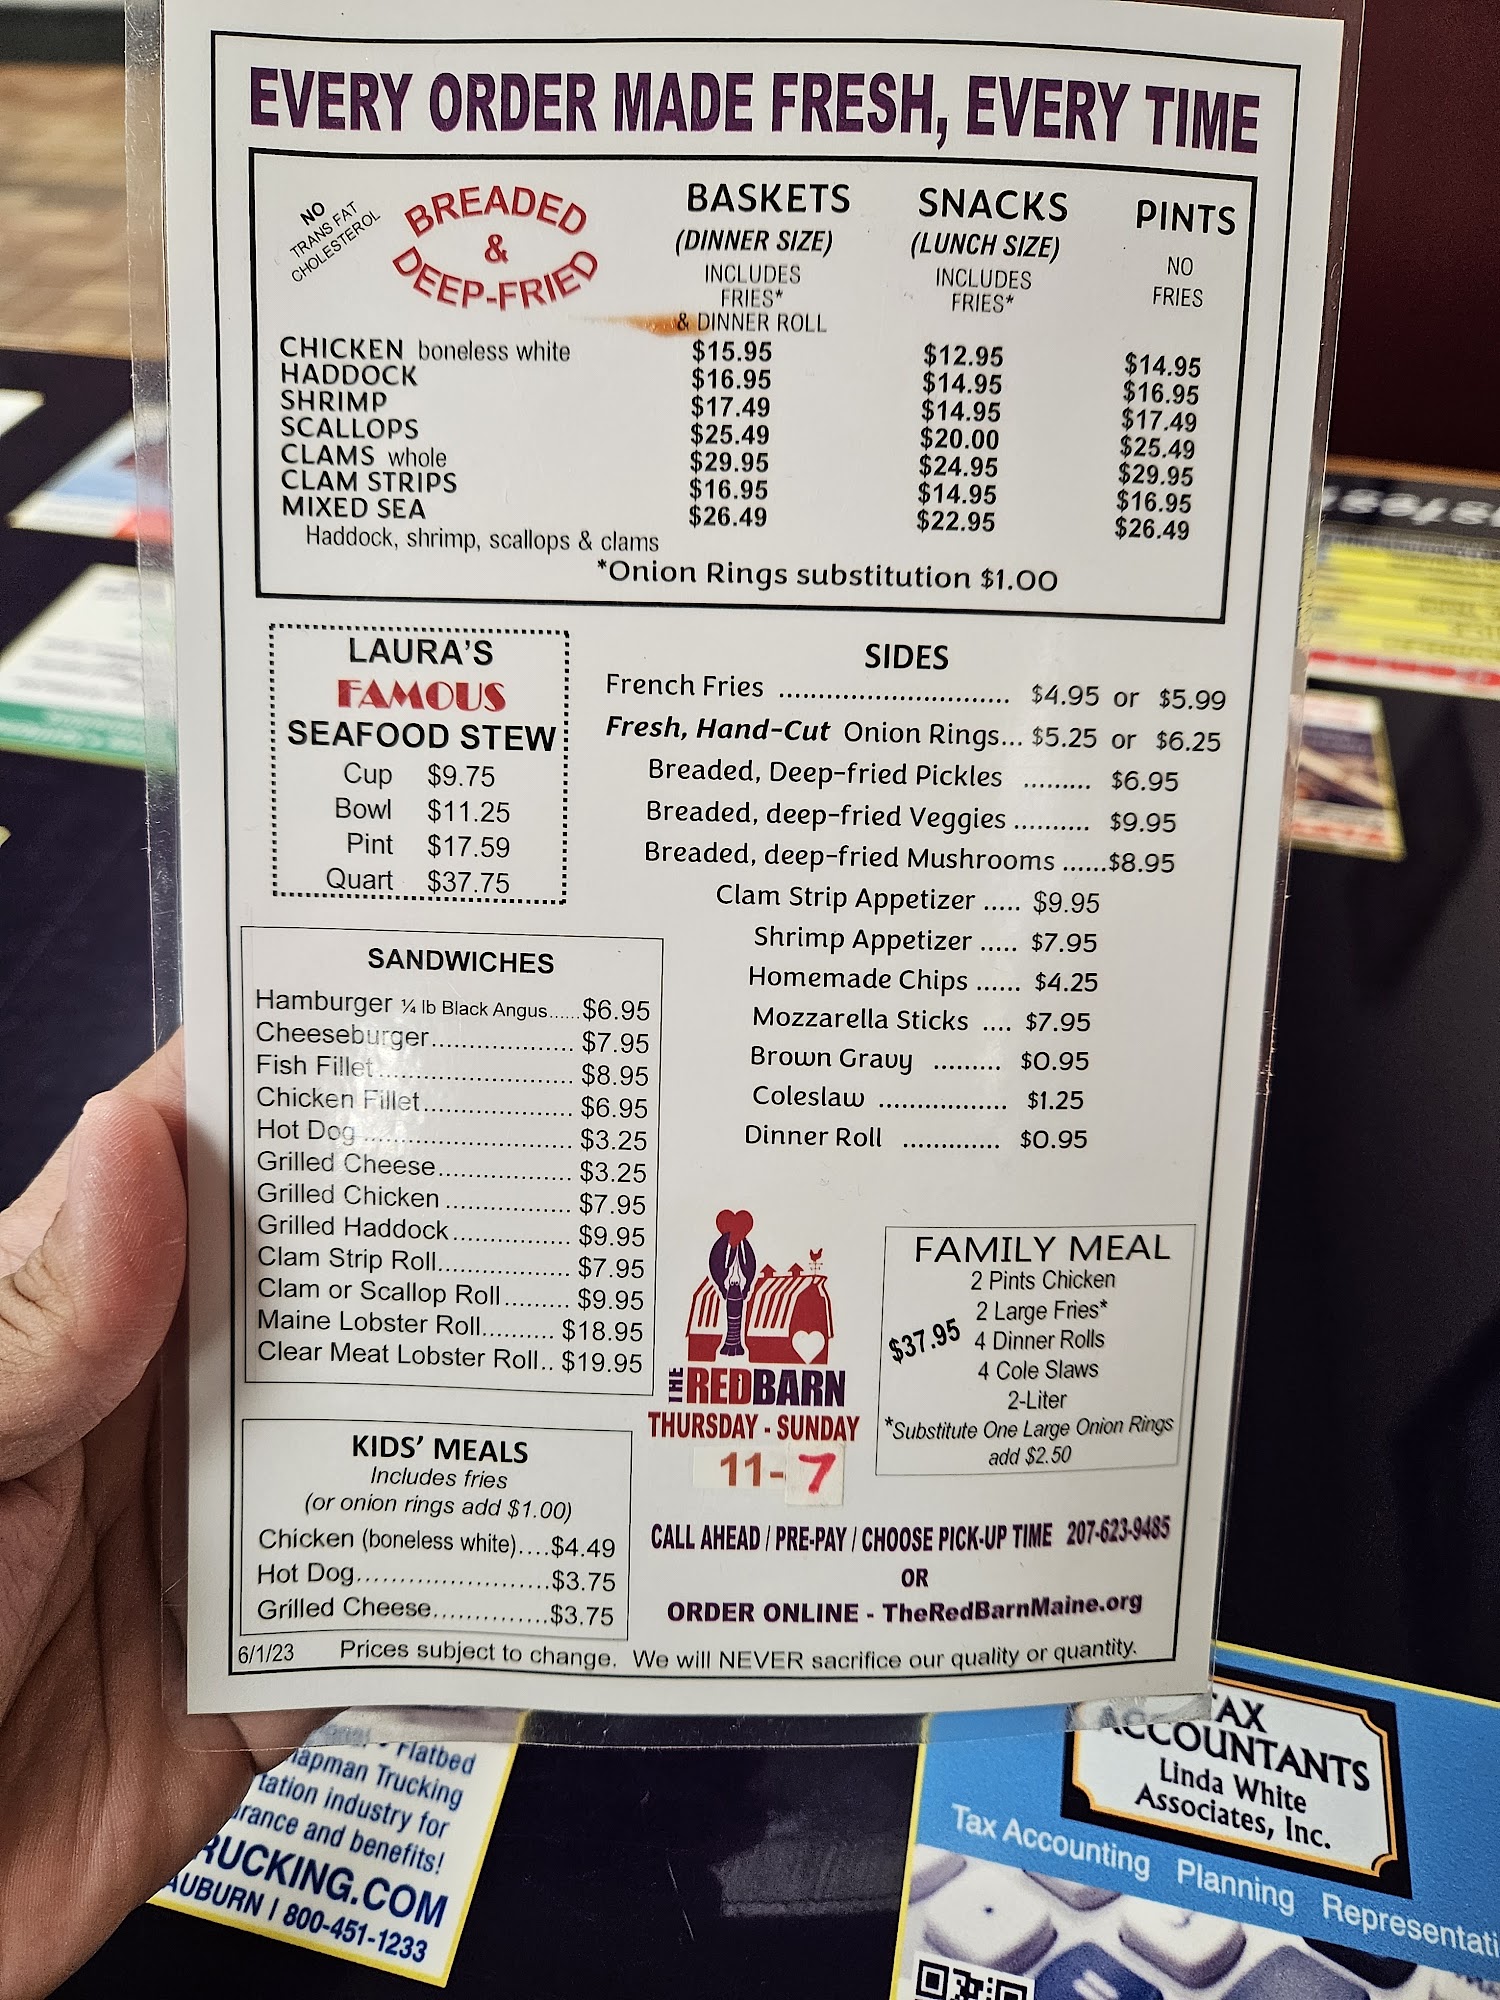 EVERY ORDER MADE FRESH, EVERY TIME
NO
TRANS FAT
CHOLESTEROL
BREADED
&
DEEP-FRIED
BASKETS
(DINNER SIZE)
INCLUDES
FRIES*
& DINNER ROLL
SNACKS
(LUNCH SIZE)
INCLUDES
FRIES*
PINTS
NO
FRIES
CHICKEN boneless white $15.95 $12.95 $14.95
HADDOCK $16.95 $14.95 $16.95
SHRIMP $17.49 $14.95 $17.49
SCALLOPS $25.49 $20.00 $25.49
CLAMS whole $29.95 $24.95 $29.95
CLAM STRIPS $16.95 $14.95 $16.95
MIXED SEA $26.49 $22.95 $26.49
Haddock, shrimp, scallops & clams
*Onion Rings substitution $1.00
LAURA'S
FAMOUS
SEAFOOD STEW
Cup $9.75
Bowl $11.25
Pint $17.59
Quart $37.75
SIDES
French Fries ............................. $4.95 or $5.99
Fresh, Hand-Cut Onion Rings... $5.25 or $6.25
Breaded, Deep-fried Pickles ......... $6.95
Breaded, deep-fried Veggies .......... $9.95
Breaded, deep-fried Mushrooms ......$8.95
Clam Strip Appetizer ..... $9.95
Shrimp Appetizer ..... $7.95
Homemade Chips ...... $4.25
Mozzarella Sticks .... $7.95
Brown Gravy ......... $0.95
Coleslaw ................. $1.25
Dinner Roll ............. $0.95
SANDWICHES
Hamburger ¼ lb Black Angus......$6.95
Cheeseburger.................... $7.95
Fish Fillet............................ $8.95
Chicken Fillet..................... $6.95
Hot Dog............................. $3.25
Grilled Cheese................... $3.25
Grilled Chicken .................. $7.95
Grilled Haddock................. $9.95
Clam Strip Roll................... $7.95
Clam or Scallop Roll......... $9.95
Maine Lobster Roll.......... $18.95
Clear Meat Lobster Roll.. $19.95
KIDS' MEALS
Includes fries
(or onion rings add $1.00)
Chicken (boneless white)....$4.49
Hot Dog........................$3.75
Grilled Cheese..............$3.75
THE REDBARN
THURSDAY - SUNDAY
11-7
FAMILY MEAL
2 Pints Chicken
2 Large Fries*
$37.95 4 Dinner Rolls
4 Cole Slaws
2-Liter
*Substitute One Large Onion Rings
add $2.50
CALL AHEAD / PRE-PAY / CHOOSE PICK-UP TIME 207-623-9485
OR
ORDER ONLINE - TheRedBarnMaine.org
6/1/23 Prices subject to change. We will NEVER sacrifice our quality or quantity.
Flatbed
apman Trucking
tation industry for
rance and benefits!
RUCKING.COM
AUBURN | 800-451-1233
TAX
ACCOUNTANTS
Linda White
Associates, Inc.
Tax Accounting Planning Representati